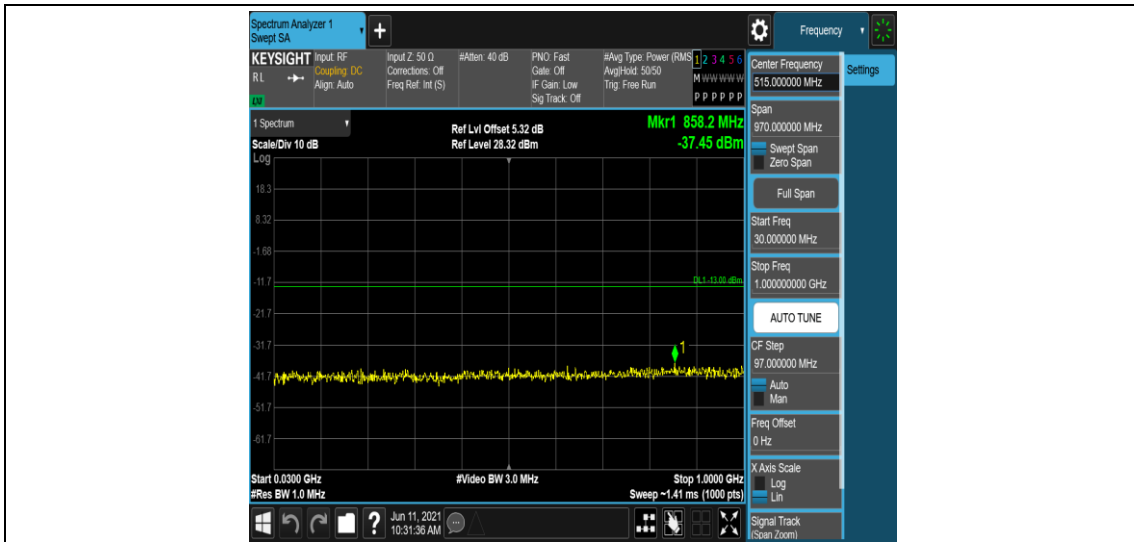 Spectrum Analyzer 1
Swept SA
+
Frequency
KEYSIGHT
RL
LXI
Input: RF
Coupling: DC
Align: Auto
Input Z: 50 Ω
Corrections: Off
Freq Ref: Int (S)
#Atten: 40 dB
PNO: Fast
Gate: Off
IF Gain: Low
Sig Track: Off
#Avg Type: Power (RMS
Avg|Hold: 50/50
Trig: Free Run
1 2 3 4 5 6
M W W W W W
P P P P P P
1 Spectrum
Scale/Div 10 dB
Log
Ref Lvl Offset 5.32 dB
Ref Level 28.32 dBm
Mkr1 858.2 MHz
-37.45 dBm
18.3
8.32
-1.68
-11.7
DL1 -13.00 dBm
-21.7
-31.7
1
-41.7
-51.7
-61.7
Start 0.0300 GHz
#Res BW 1.0 MHz
#Video BW 3.0 MHz
Stop 1.0000 GHz
Sweep ~1.41 ms (1000 pts)
Center Frequency
515.000000 MHz
Settings
Span
970.000000 MHz
Swept Span
Zero Span
Full Span
Start Freq
30.000000 MHz
Stop Freq
1.000000000 GHz
AUTO TUNE
CF Step
97.000000 MHz
Auto
Man
Freq Offset
0 Hz
X Axis Scale
Log
Lin
Signal Track
(Span Zoom)
?
Jun 11, 2021
10:31:36 AM